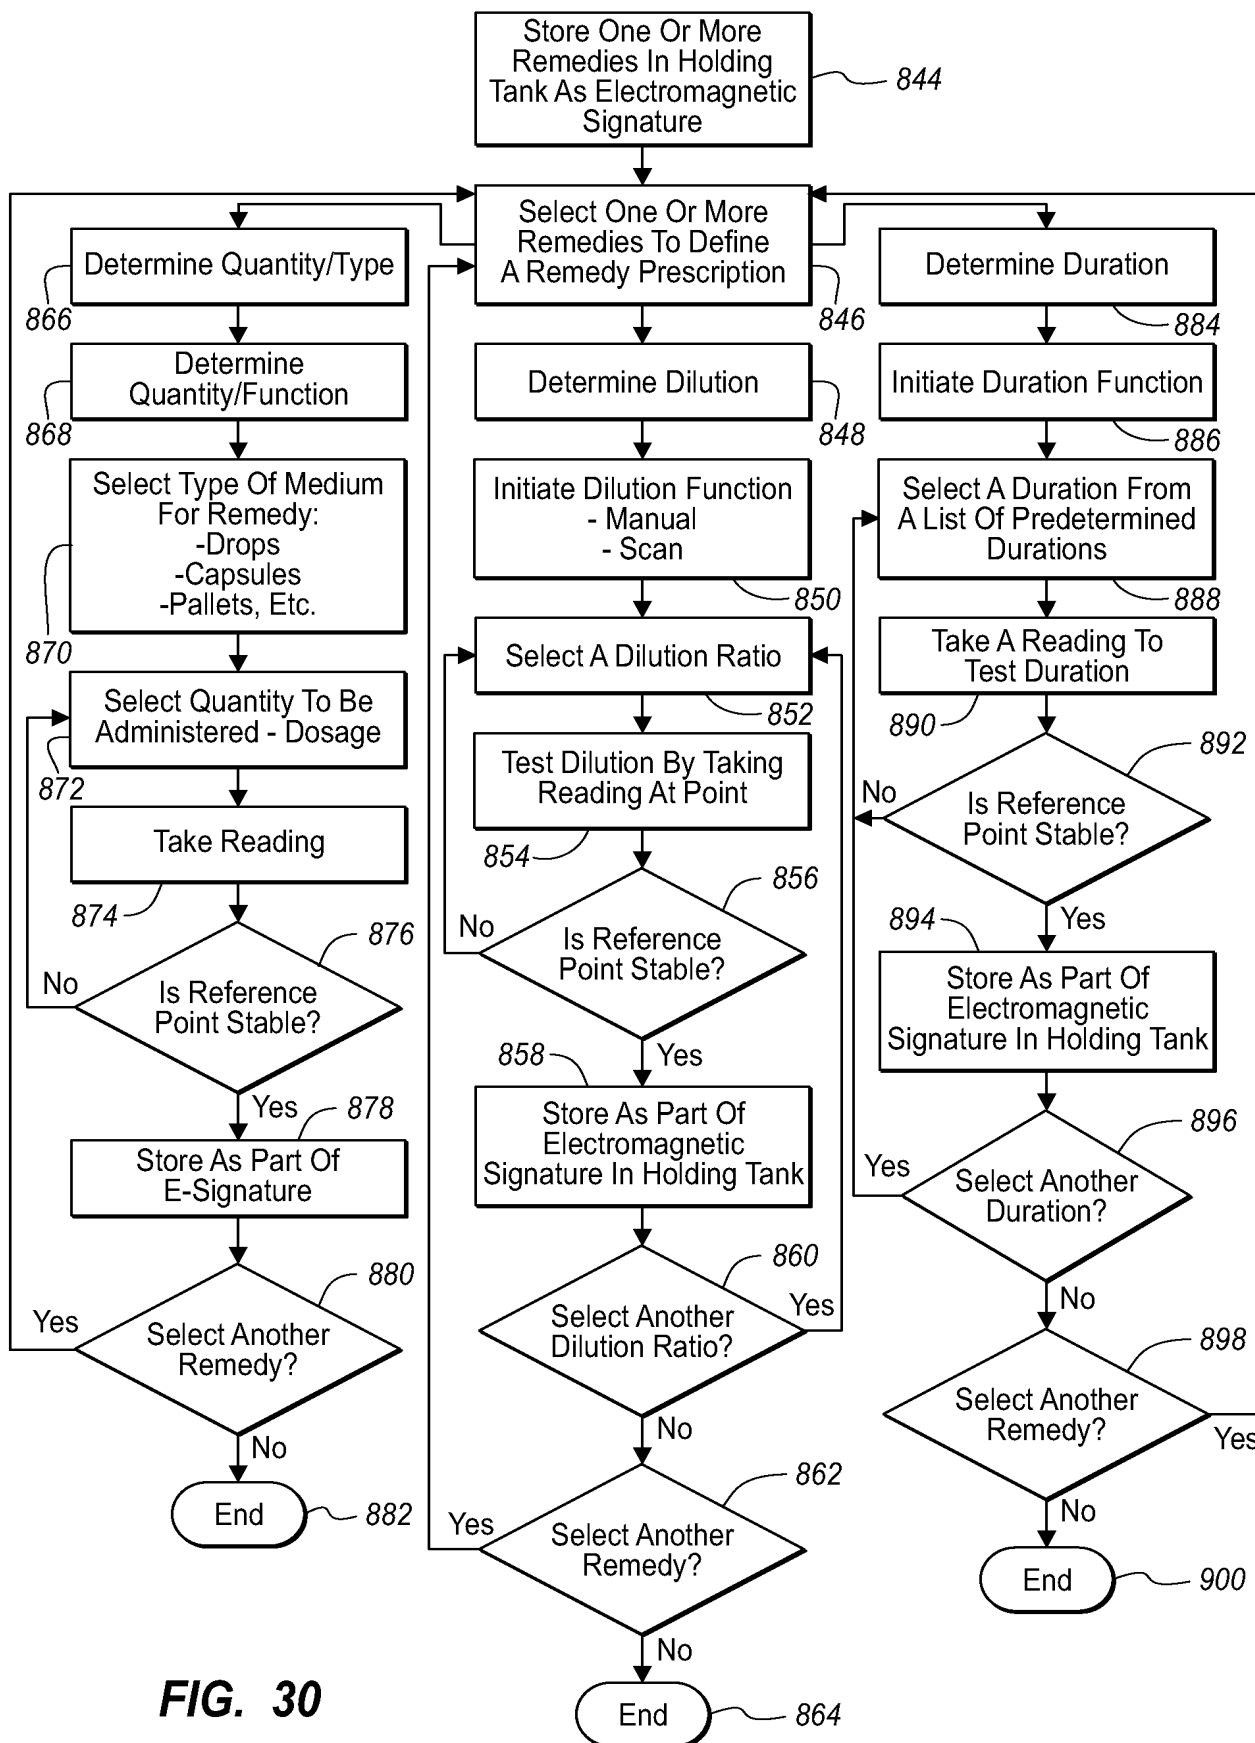 Store One Or More
Remedies In Holding
Tank As Electromagnetic
Signature
844
Select One Or More
Remedies To Define
A Remedy Prescription
846
Determine Quantity/Type
866
Determine
Quantity/Function
868
Select Type Of Medium
For Remedy:
-Drops
-Capsules
-Pallets, Etc.
870
Select Quantity To Be
Administered - Dosage
872
Take Reading
874
876
No
Is Reference
Point Stable?
Yes
878
Store As Part Of
E-Signature
880
Yes
Select Another
Remedy?
No
End
882
Determine Dilution
848
Initiate Dilution Function
- Manual
- Scan
850
Select A Dilution Ratio
852
Test Dilution By Taking
Reading At Point
854
856
No
Is Reference
Point Stable?
Yes
858
Store As Part Of
Electromagnetic
Signature In Holding Tank
860
Select Another
Dilution Ratio?
Yes
No
862
Yes
Select Another
Remedy?
No
End
864
Determine Duration
884
Initiate Duration Function
886
Select A Duration From
A List Of Predetermined
Durations
888
Take A Reading To
Test Duration
890
892
No
Is Reference
Point Stable?
Yes
894
Store As Part Of
Electromagnetic
Signature In Holding Tank
896
Yes
Select Another
Duration?
No
898
Select Another
Remedy?
Yes
No
End
900
FIG. 30